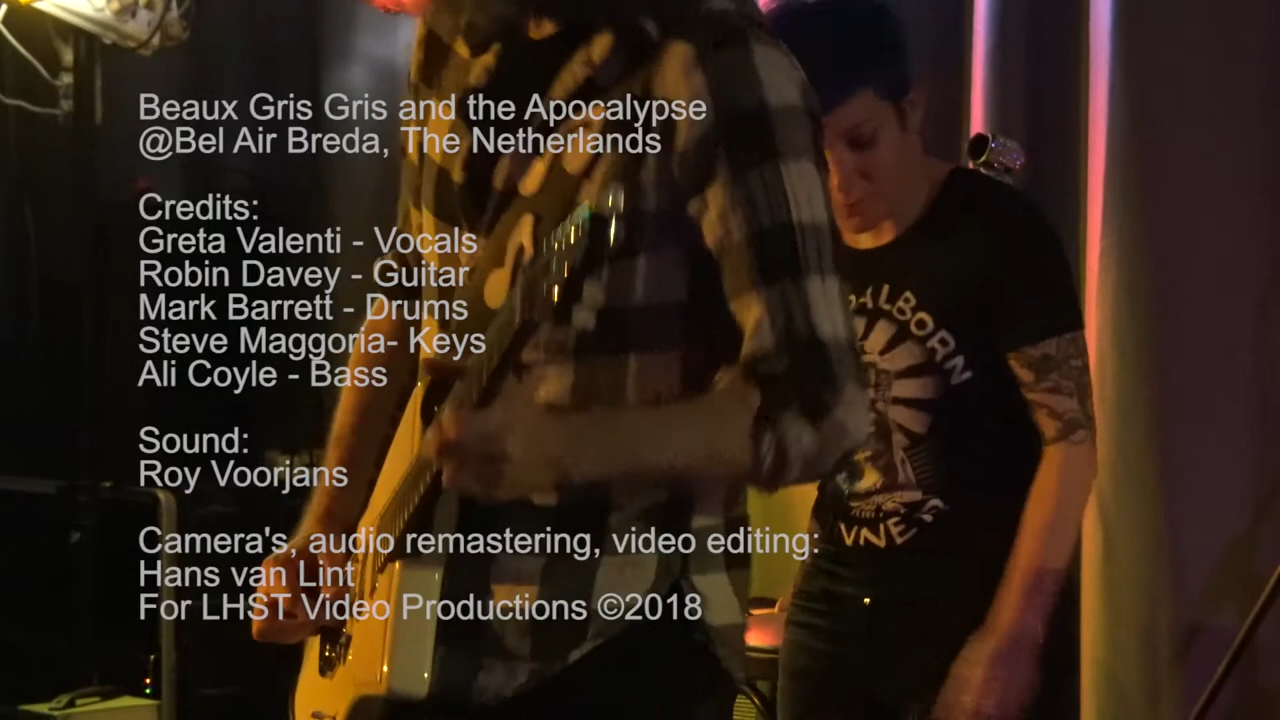 Beaux Gris Gris and the Apocalypse
@Bel Air Breda, The Netherlands
Credits:
Greta Valenti - Vocals
Robin Davey - Guitar
Mark Barrett - Drums
Steve Maggoria- Keys
Ali Coyle - Bass
Sound:
Roy Voorjans
Camera's, audio remastering, video editing:
Hans van Lint
For LHST Video Productions ©2018
ALBORN